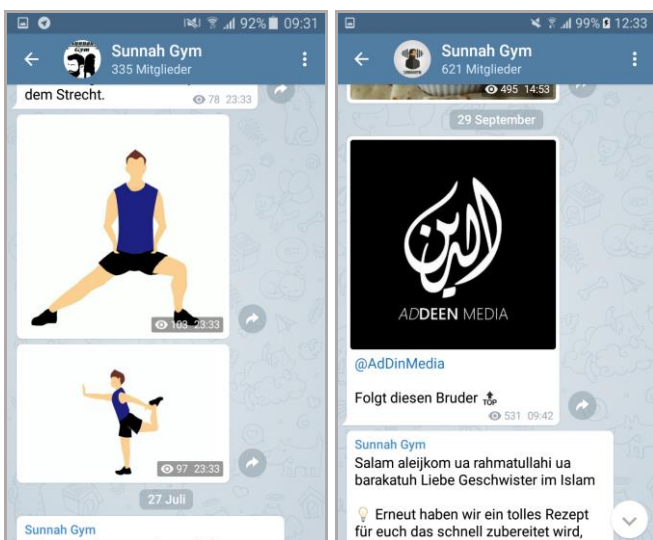 92% 09:31
Sunnah Gym
335 Mitglieder
dem Strecht.
78 23:33
103 23:33
97 23:33
27 Juli
Sunnah Gym
99% 12:33
Sunnah Gym
621 Mitglieder
495 14:53
29 September
الدين
ADDEEN MEDIA
@AdDinMedia
Folgt diesen Bruder TOP
531 09:42
Sunnah Gym
Salam aleijkom ua rahmatullahi ua
barakatuh Liebe Geschwister im Islam
Erneut haben wir ein tolles Rezept
für euch das schnell zubereitet wird,